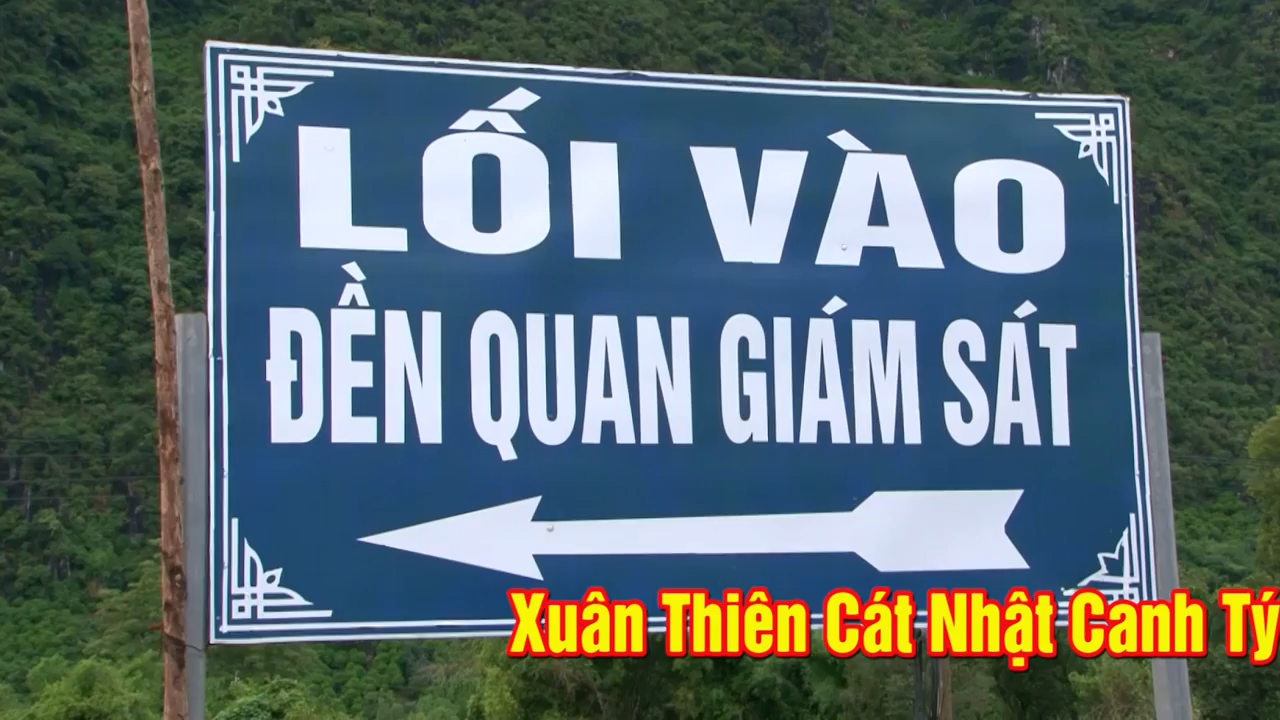 LỐI VÀO
ĐỀN QUAN GIÁM SÁT
Xuân Thiên Cát Nhật Canh Tý